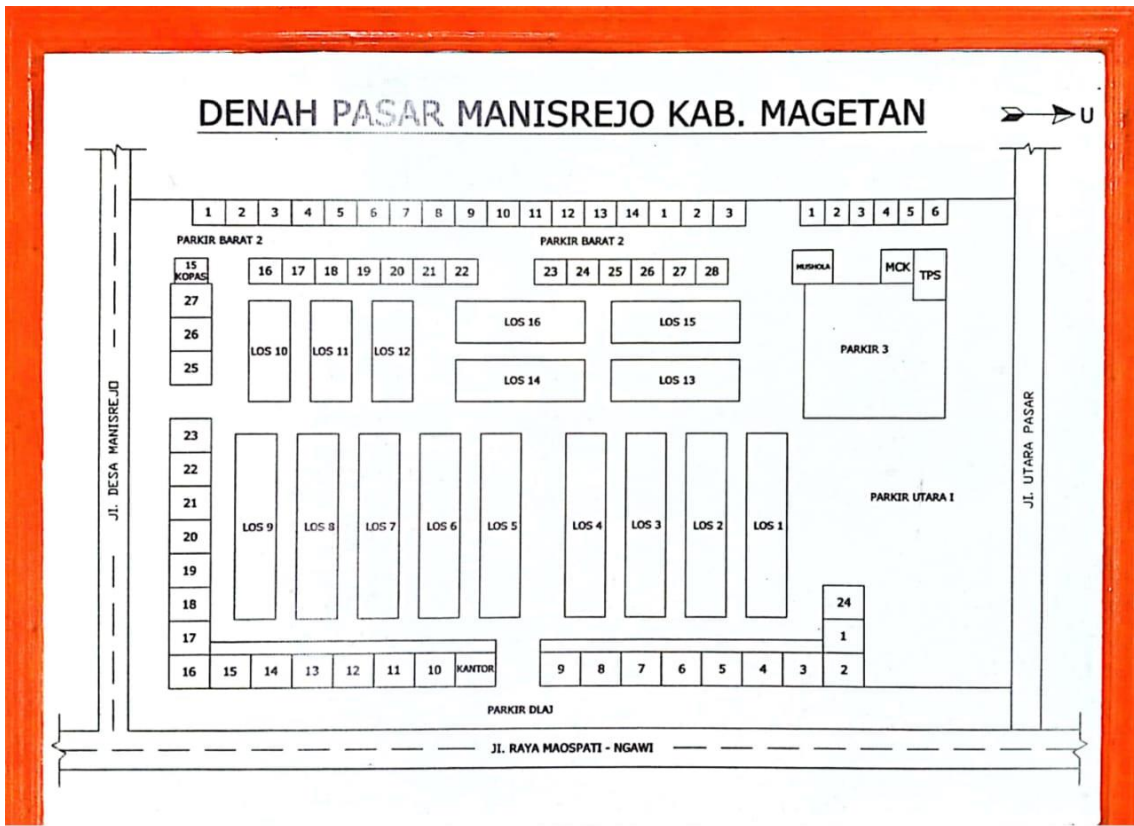 DENAH PASAR MANISREJO KAB. MAGETAN
U
1 2 3 4 5 6 7 8 9 10 11 12 13 14 1 2 3
1 2 3 4 5 6
PARKIR BARAT 2
PARKIR BARAT 2
15
KOPAS
16 17 18 19 20 21 22
23 24 25 26 27 28
MUSHOLA
MCK
TPS
27
26
25
LOS 10
LOS 11
LOS 12
LOS 16
LOS 15
LOS 14
LOS 13
PARKIR 3
JI. DESA MANISREJO
JI. UTARA PASAR
23
22
21
20
19
18
17
LOS 9
LOS 8
LOS 7
LOS 6
LOS 5
LOS 4
LOS 3
LOS 2
LOS 1
PARKIR UTARA I
24
1
16 15 14 13 12 11 10 KANTOR
9 8 7 6 5 4 3 2
PARKIR DLAJ
JI. RAYA MAOSPATI - NGAWI